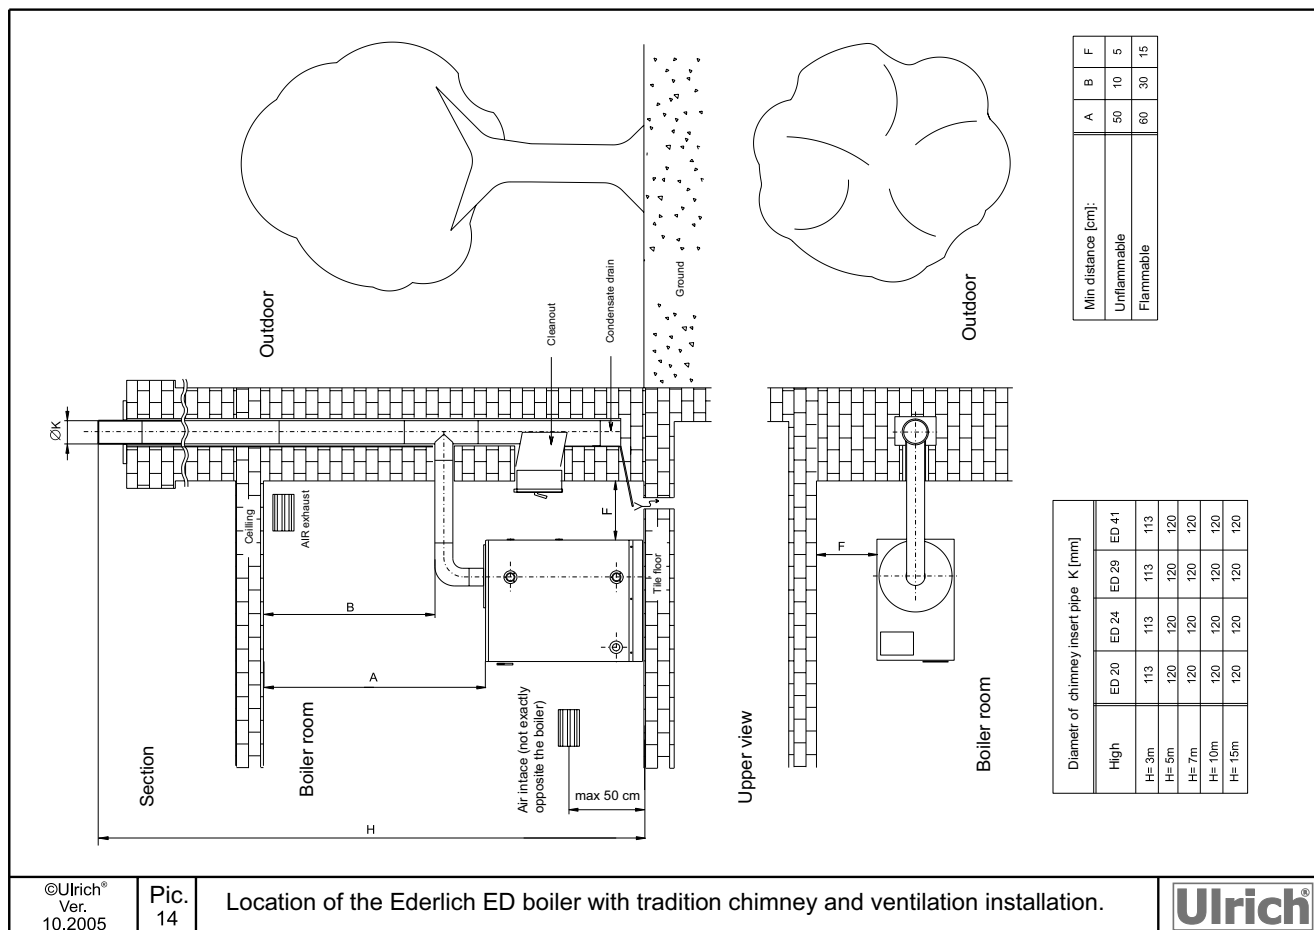 Section
Boiler room
Outdoor
ØK
Ceilling
AIR exhaust
B
A
H
F
Cleanout
Condensate drain
Ground
Tile floor
Air intace (not exactly
opposite the boiler)
max 50 cm
Upper view
Outdoor
F
Boiler room
Min distance [cm]: A B F
Unflammable 50 10 5
Flammable 60 30 15
Diametr of chimney insert pipe K [mm]
High ED 20 ED 24 ED 29 ED 41
H= 3m 113 113 113 113
H= 5m 120 120 120 120
H= 7m 120 120 120 120
H= 10m 120 120 120 120
H= 15m 120 120 120 120
©Ulrich®
Ver.
10.2005
Pic.
14
Location of the Ederlich ED boiler with tradition chimney and ventilation installation.
Ulrich®